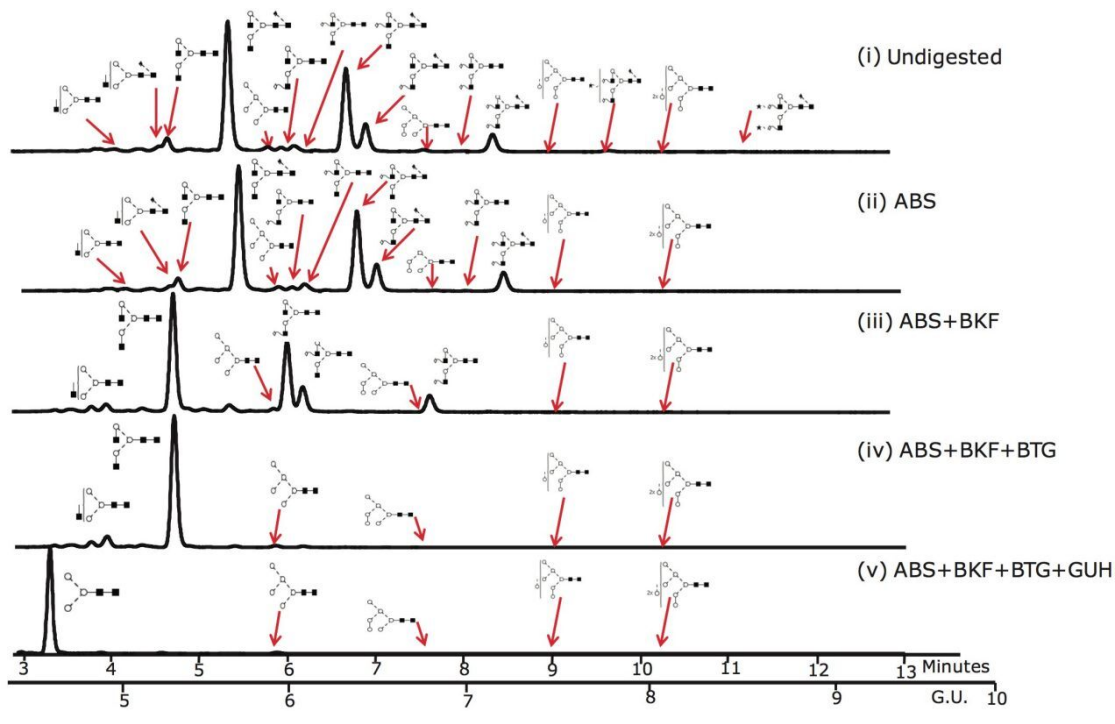 (i) Undigested
(ii) ABS
(iii) ABS+BKF
(iv) ABS+BKF+BTG
(v) ABS+BKF+BTG+GUH
3 4 5 6 7 8 9 10 11 12 13 Minutes
5 6 7 8 9 10
G.U.